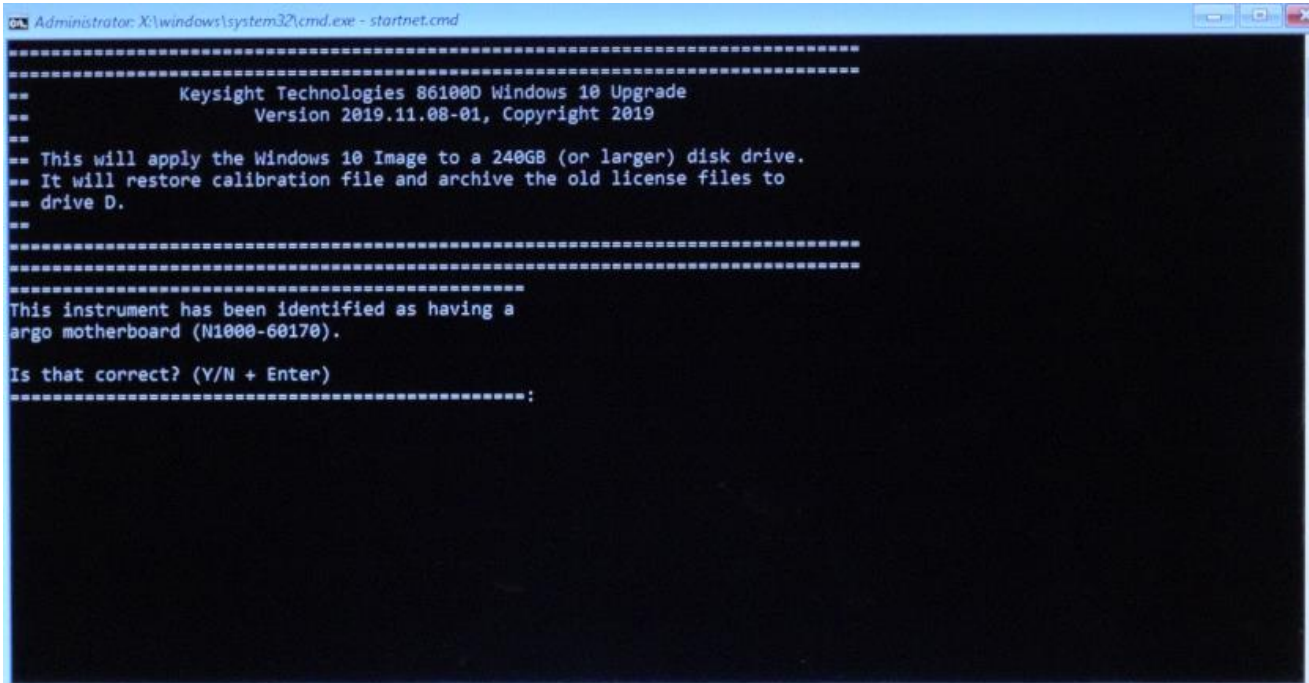 Administrator: X:\windows\system32\cmd.exe - startnet.cmd
================================================================================
================================================================================
== Keysight Technologies 86100D Windows 10 Upgrade
== Version 2019.11.08-01, Copyright 2019
==
== This will apply the Windows 10 Image to a 240GB (or larger) disk drive.
== It will restore calibration file and archive the old license files to
== drive D.
==
================================================================================
================================================================================
================================================
This instrument has been identified as having a
argo motherboard (N1000-60170).
Is that correct? (Y/N + Enter)
================================================: